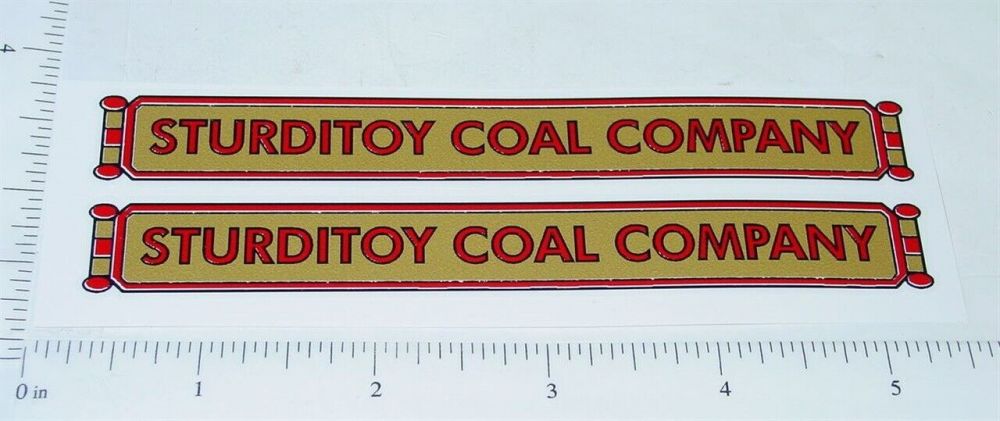 4
STURDITOY COAL COMPANY
STURDITOY COAL COMPANY
0 in 1 2 3 4 5